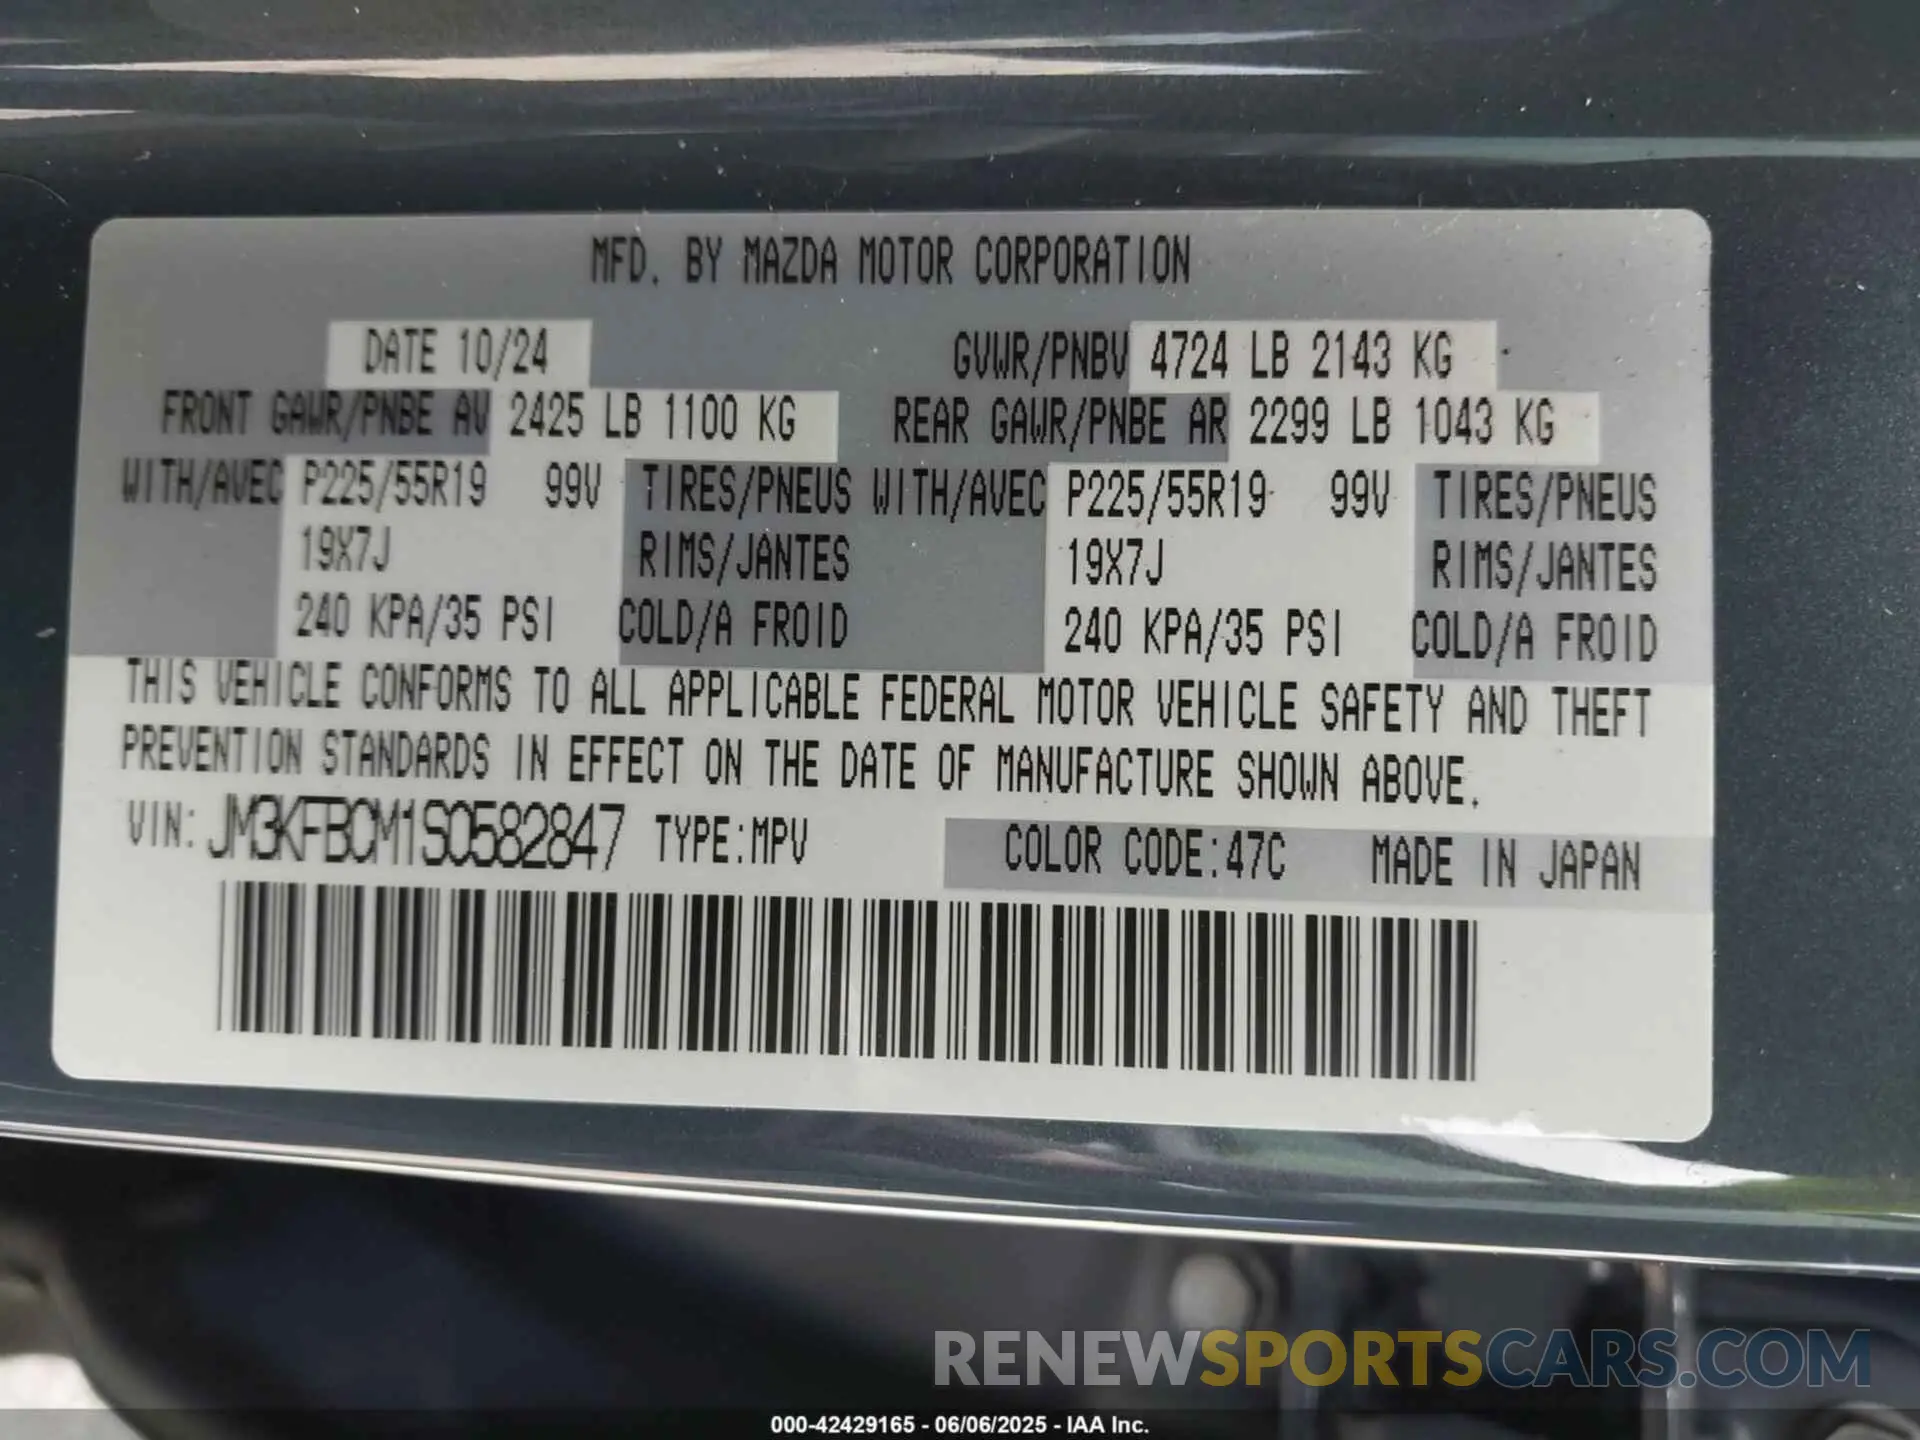 MFD. BY MAZDA MOTOR CORPORATION
DATE 10/24 GVWR/PNBV 4724 LB 2143 KG
FRONT GAWR/PNBE AV 2425 LB 1100 KG REAR GAWR/PNBE AR 2299 LB 1043 KG
WITH/AVEC P225/55R19 99V TIRES/PNEUS WITH/AVEC P225/55R19 99V TIRES/PNEUS
19X7J RIMS/JANTES 19X7J RIMS/JANTES
240 KPA/35 PSI COLD/A FROID 240 KPA/35 PSI COLD/A FROID
THIS VEHICLE CONFORMS TO ALL APPLICABLE FEDERAL MOTOR VEHICLE SAFETY AND THEFT
PREVENTION STANDARDS IN EFFECT ON THE DATE OF MANUFACTURE SHOWN ABOVE.
VIN: JM3KFBCM1S0582847 TYPE:MPV COLOR CODE:47C MADE IN JAPAN
RENEWSPORTSCARS.COM
000-42429165 - 06/06/2025 - IAA Inc.